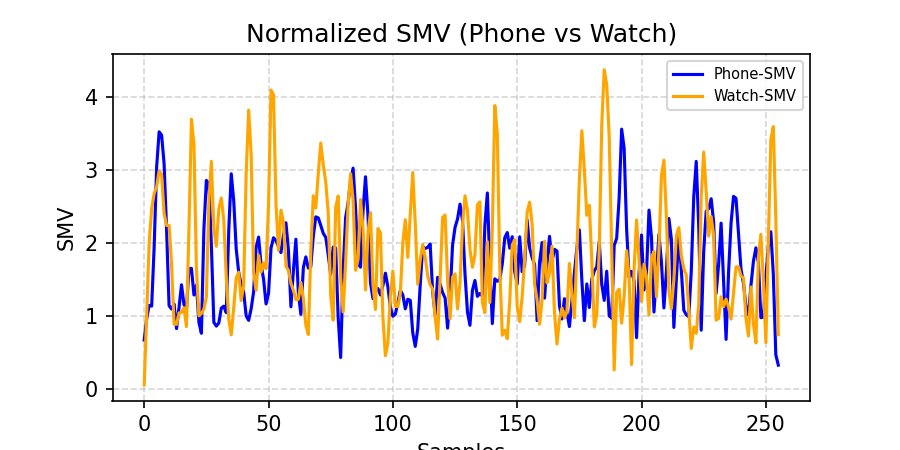 Normalized SMV (Phone vs Watch)
Phone-SMV
Watch-SMV
SMV
4
3
2
1
0
0 50 100 150 200 250
Samples